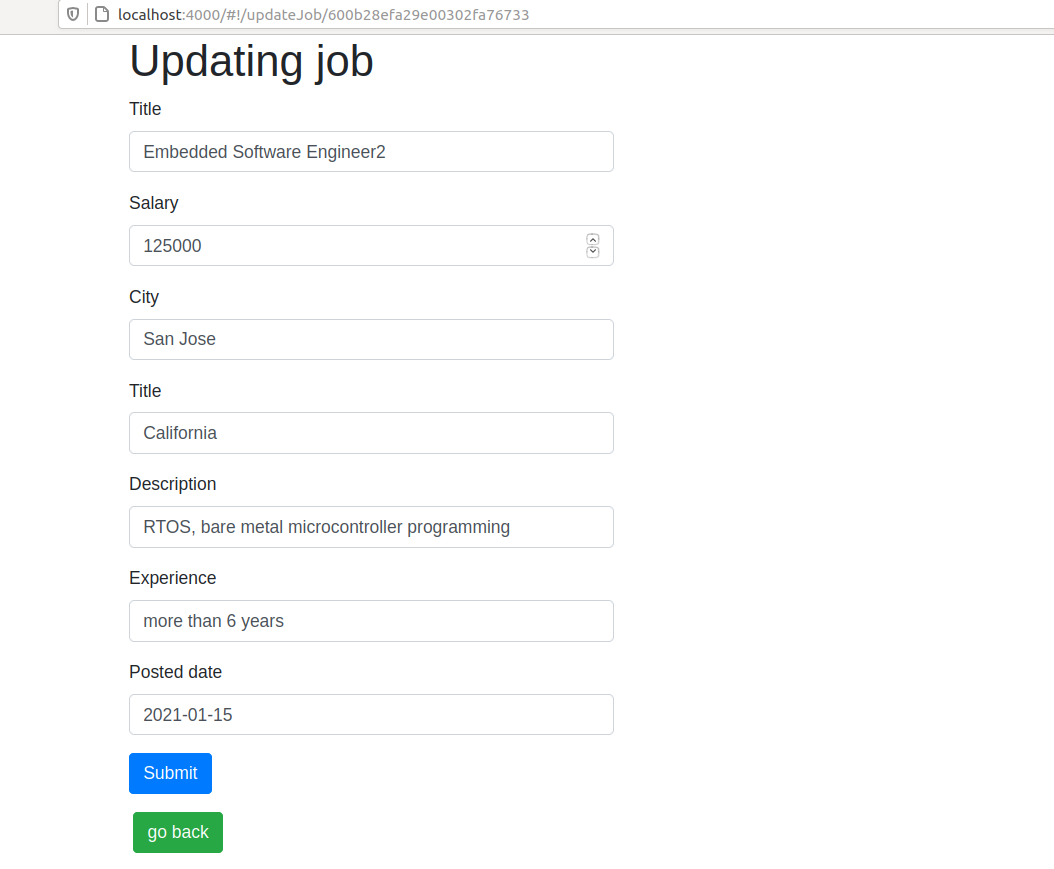 localhost:4000/#!/updateJob/600b28efa29e00302fa76733
Updating job
Title
Embedded Software Engineer2
Salary
125000
City
San Jose
Title
California
Description
RTOS, bare metal microcontroller programming
Experience
more than 6 years
Posted date
2021-01-15
Submit
go back